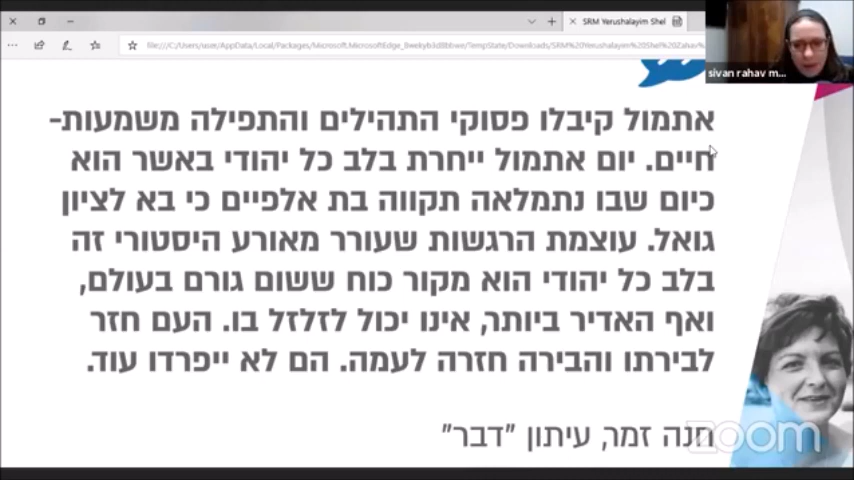 SRM Yerushalayim Shel
sivan rahav m...
אתמול קיבלו פסוקי התהילים והתפילה משמעות-
חיים. יום אתמול ייחרת בלב כל יהודי באשר הוא
כיום שבו נתמלאה תקווה בת אלפיים כי בא לציון
גואל. עוצמת הרגשות שעורר מאורע היסטורי זה
בלב כל יהודי הוא מקור כוח ששום גורם בעולם,
ואף האדיר ביותר, אינו יכול לזלזל בו. העם חזר
לבירתו והבירה חזרה לעמה. הם לא ייפרדו עוד.
חנה זמר, עיתון "דבר"
zoom